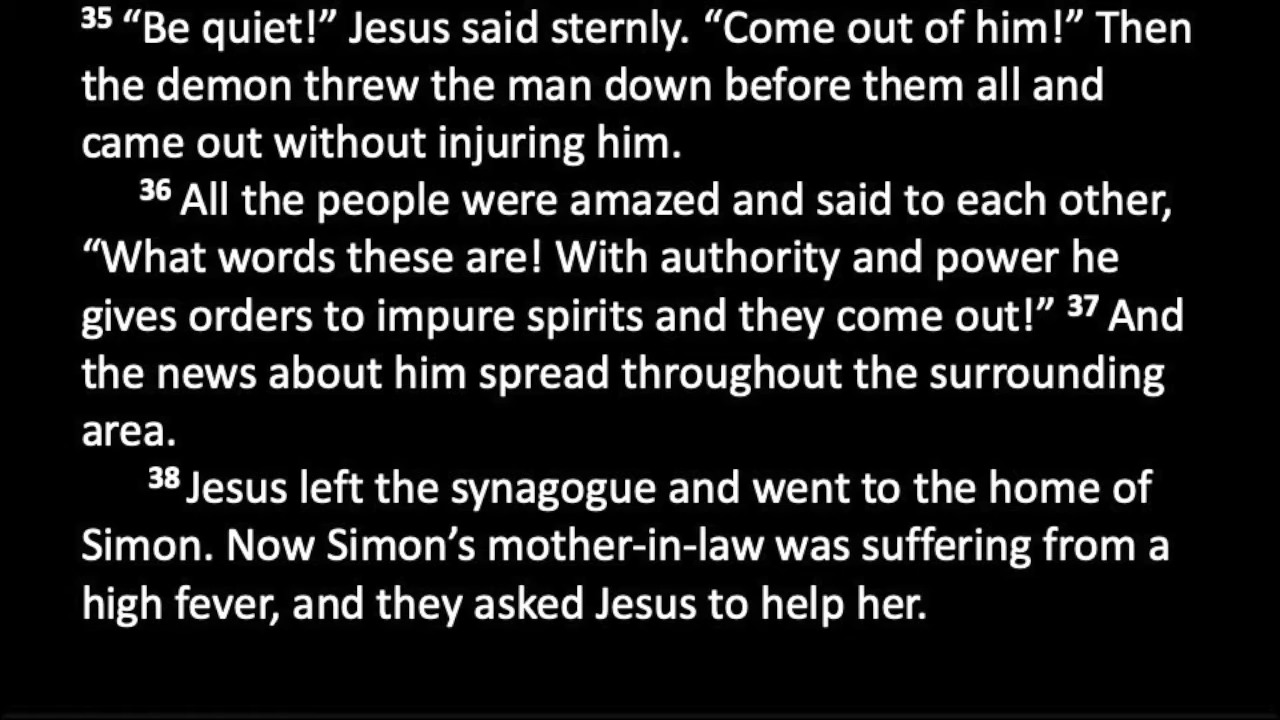 35 “Be quiet!” Jesus said sternly. “Come out of him!” Then
the demon threw the man down before them all and
came out without injuring him.
36 All the people were amazed and said to each other,
“What words these are! With authority and power he
gives orders to impure spirits and they come out!” 37 And
the news about him spread throughout the surrounding
area.
38 Jesus left the synagogue and went to the home of
Simon. Now Simon’s mother-in-law was suffering from a
high fever, and they asked Jesus to help her.